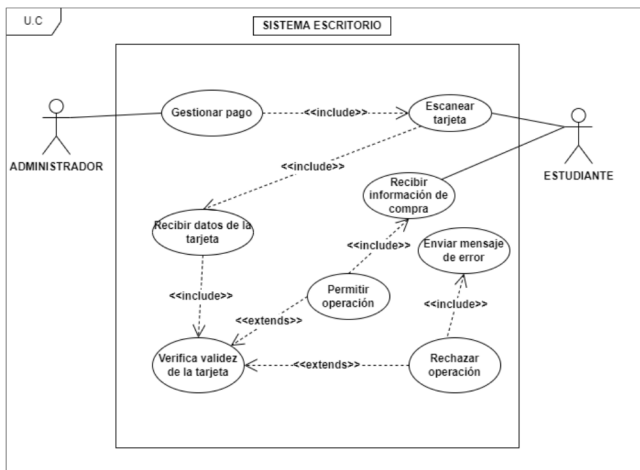 U.C
SISTEMA ESCRITORIO
Gestionar pago
<<include>>
Escanear
tarjeta
ADMINISTRADOR
ESTUDIANTE
<<include>>
Recibir
información de
compra
Recibir datos de la
tarjeta
<<include>>
Enviar mensaje
de error
<<include>>
Permitir
operación
<<include>>
<<extends>>
Verifica validez
de la tarjeta
<<extends>>
Rechazar
operación